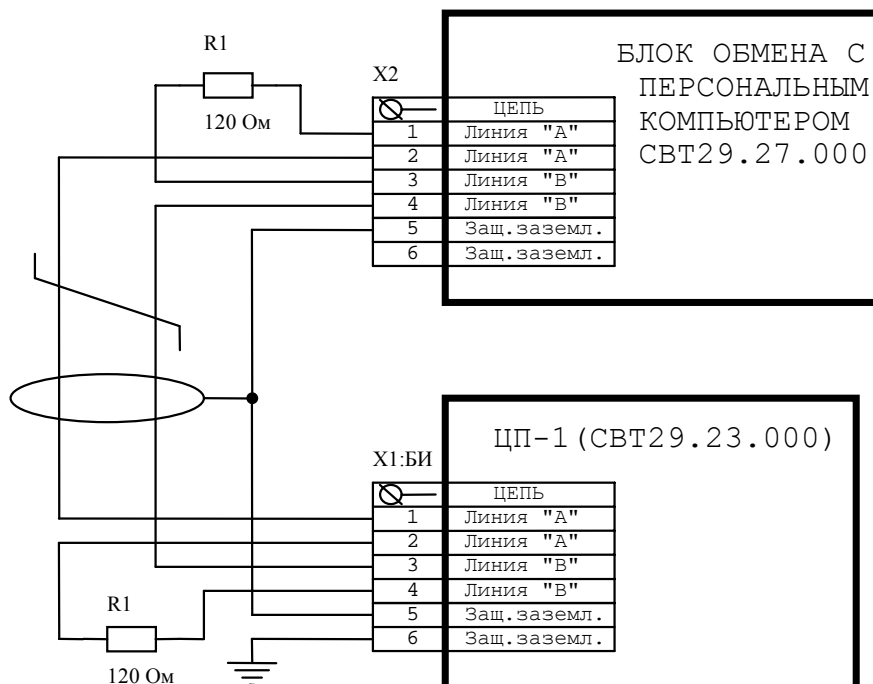 R1
120 Ом
X2
ЦЕПЬ
1 Линия "A"
2 Линия "A"
3 Линия "B"
4 Линия "B"
5 Защ.заземл.
6 Защ.заземл.
БЛОК ОБМЕНА С
ПЕРСОНАЛЬНЫМ
КОМПЬЮТЕРОМ
СВТ29.27.000
ЦП-1(СВТ29.23.000)
X1:БИ
ЦЕПЬ
1 Линия "A"
2 Линия "A"
3 Линия "B"
4 Линия "B"
5 Защ.заземл.
6 Защ.заземл.
R1
120 Ом